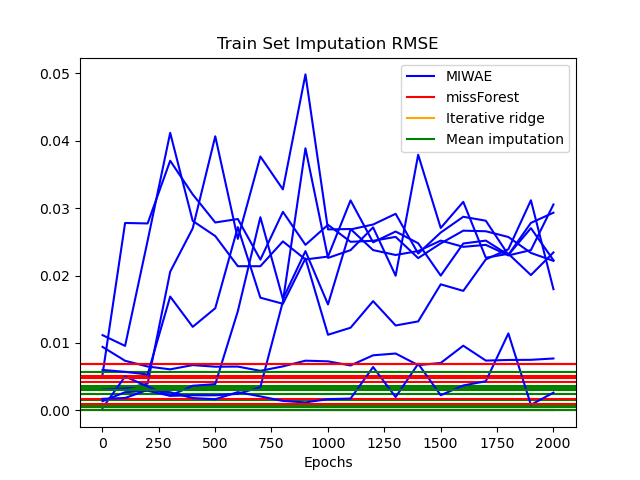 Train Set Imputation RMSE
0.05
0.04
0.03
0.02
0.01
0.00
MIWAE
missForest
Iterative ridge
Mean imputation
0 250 500 750 1000 1250 1500 1750 2000
Epochs